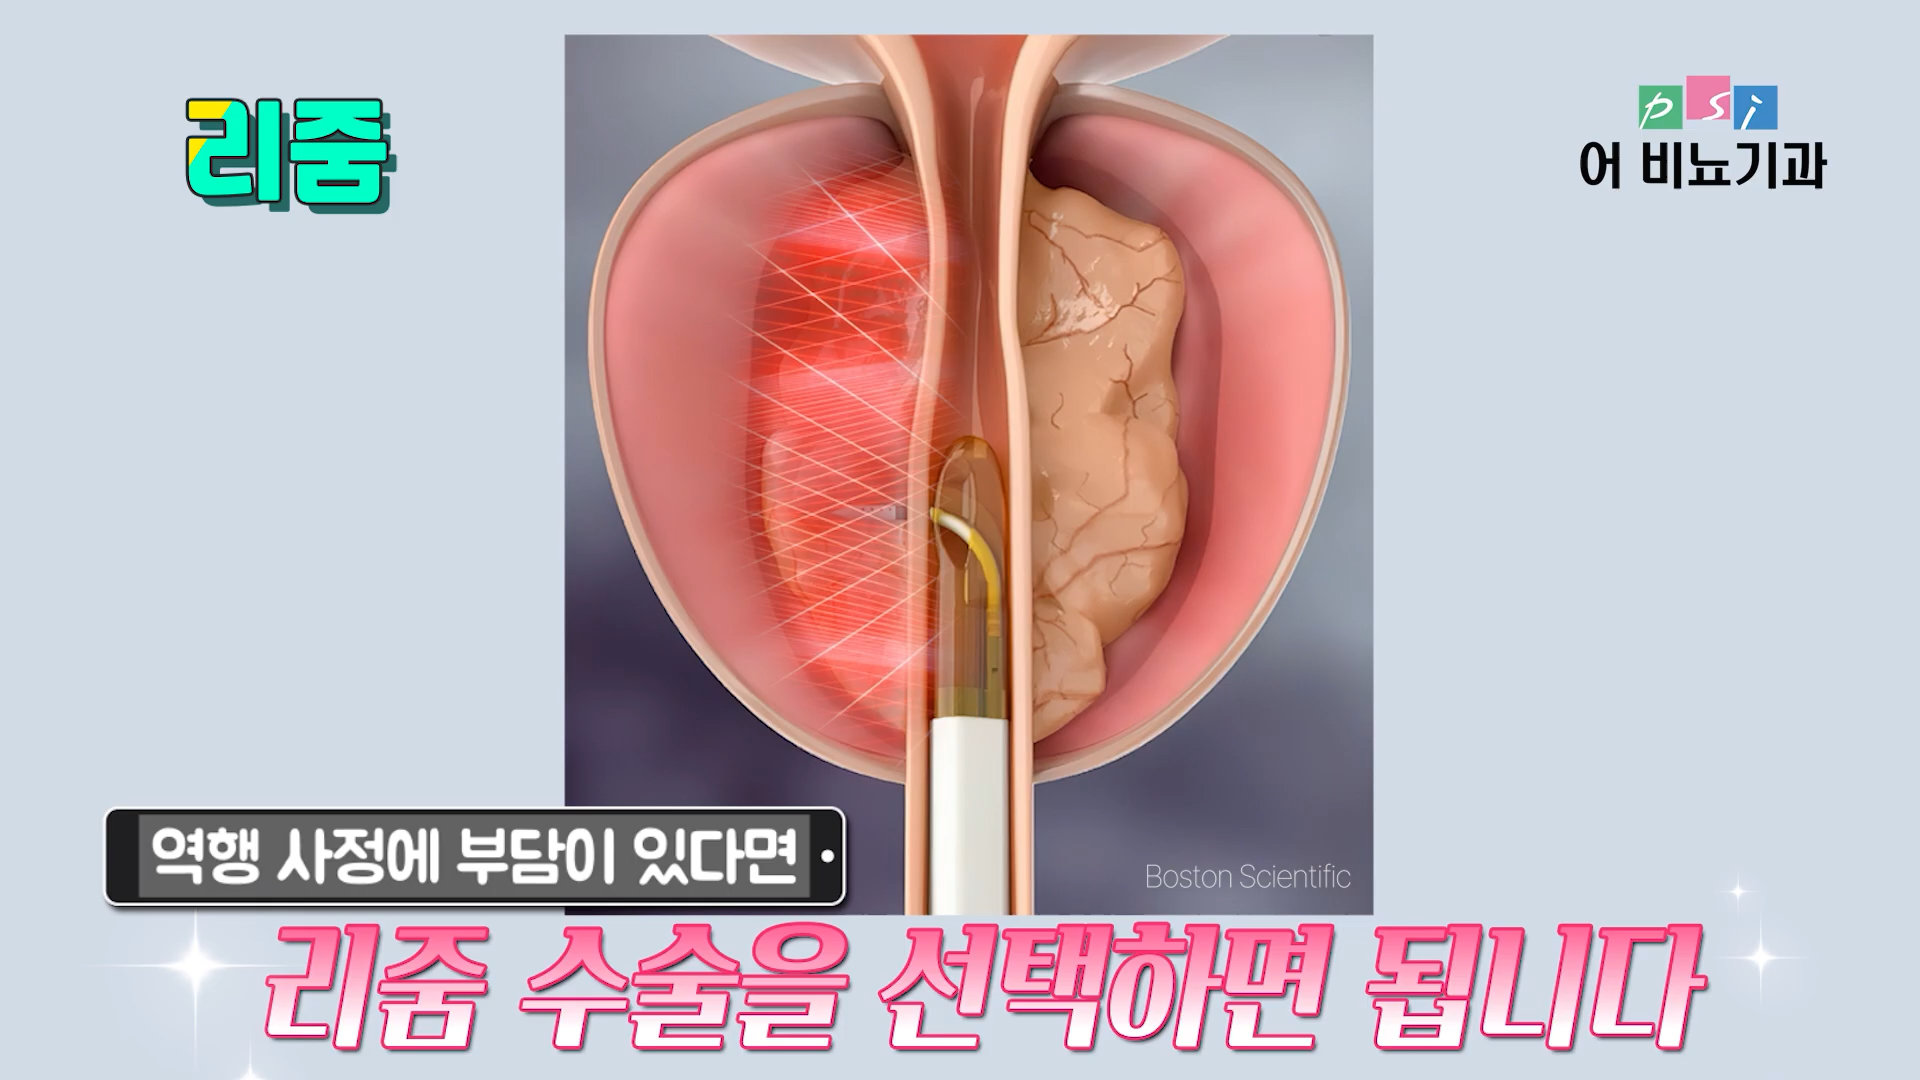 리줌
psi
어 비뇨기과
Boston Scientific
역행 사정에 부담이 있다면
리줌 수술을 선택하면 됩니다